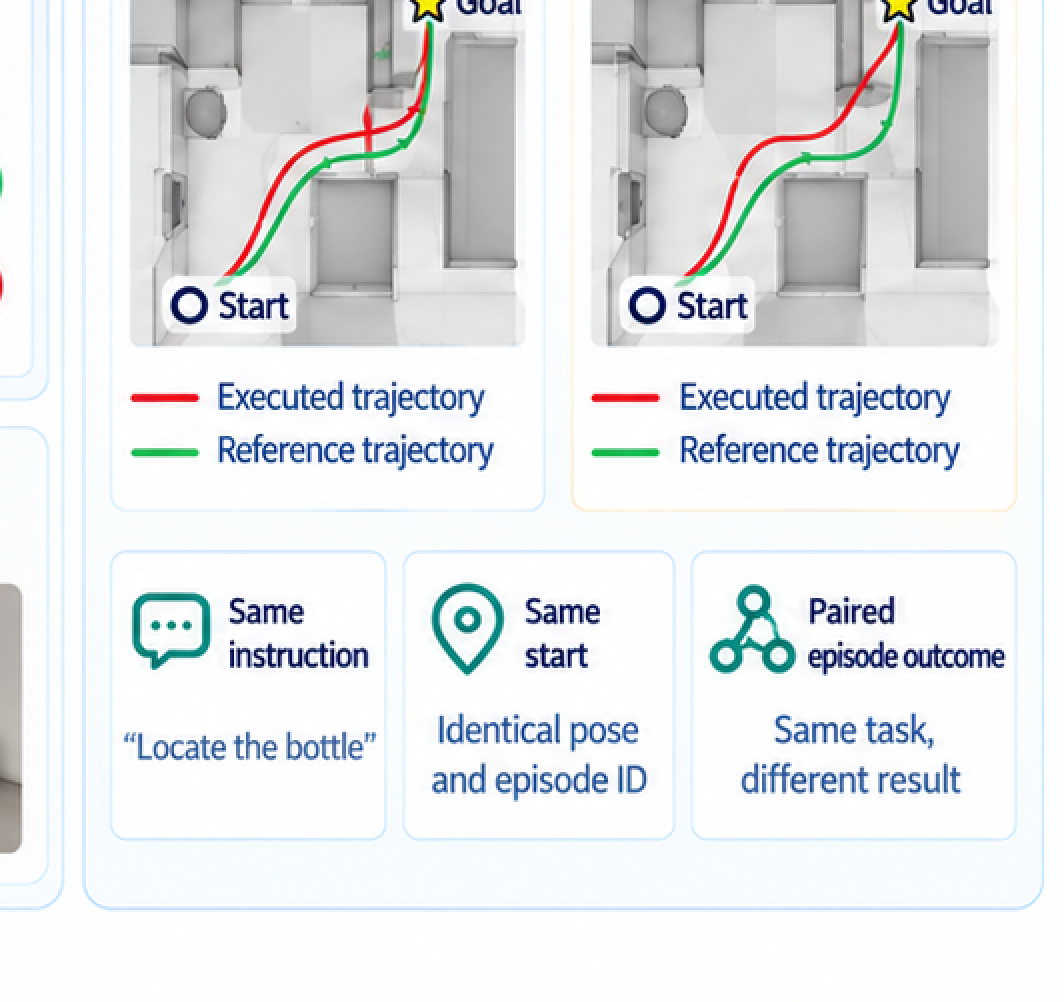 Goal
Goal
Start
Start
Executed trajectory
Reference trajectory
Executed trajectory
Reference trajectory
Same
instruction
"Locate the bottle"
Same
start
Identical pose
and episode ID
Paired
episode outcome
Same task,
different result